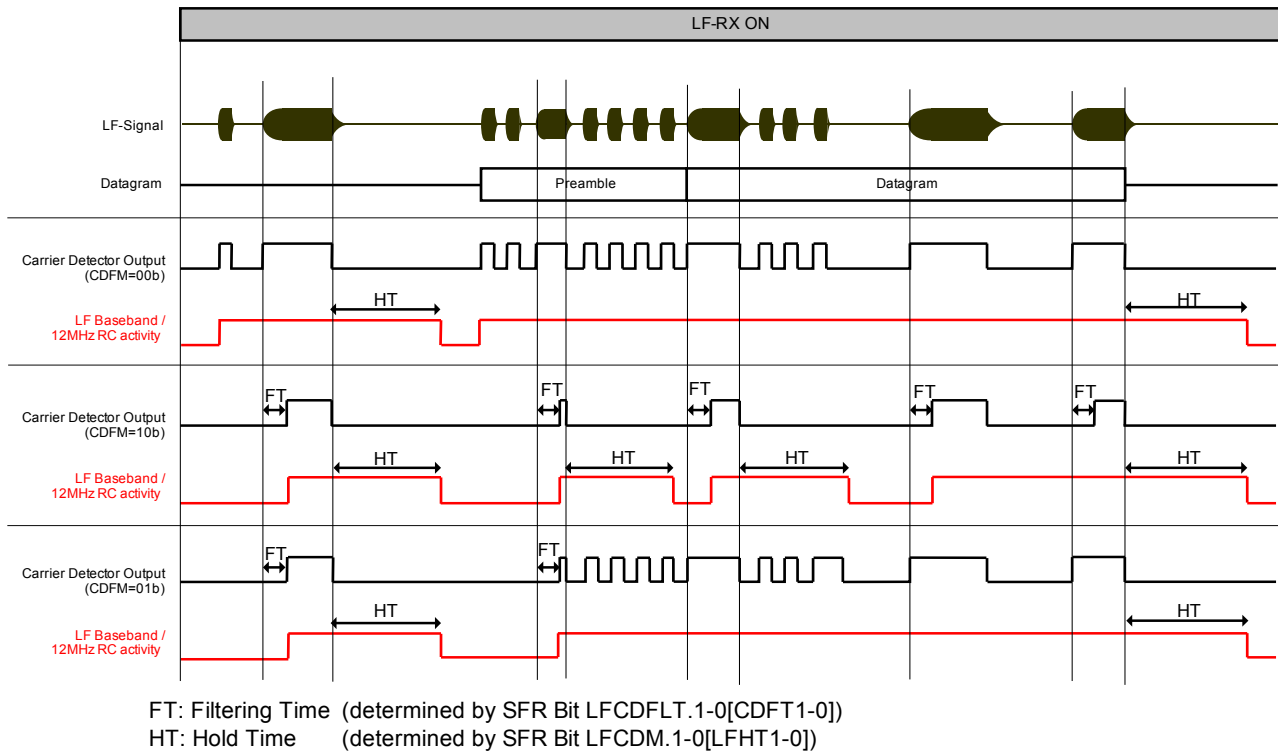 LF-RX ON
LF-Signal
Datagram
Preamble
Datagram
Carrier Detector Output
(CDFM=00b)
HT
HT
LF Baseband /
12MHz RC activity
FT
FT
FT
FT
FT
Carrier Detector Output
(CDFM=10b)
HT
HT
HT
HT
LF Baseband /
12MHz RC activity
FT
FT
Carrier Detector Output
(CDFM=01b)
HT
HT
LF Baseband /
12MHz RC activity
FT: Filtering Time (determined by SFR Bit LFCDFLT.1-0[CDFT1-0])
HT: Hold Time (determined by SFR Bit LFCDM.1-0[LFHT1-0])